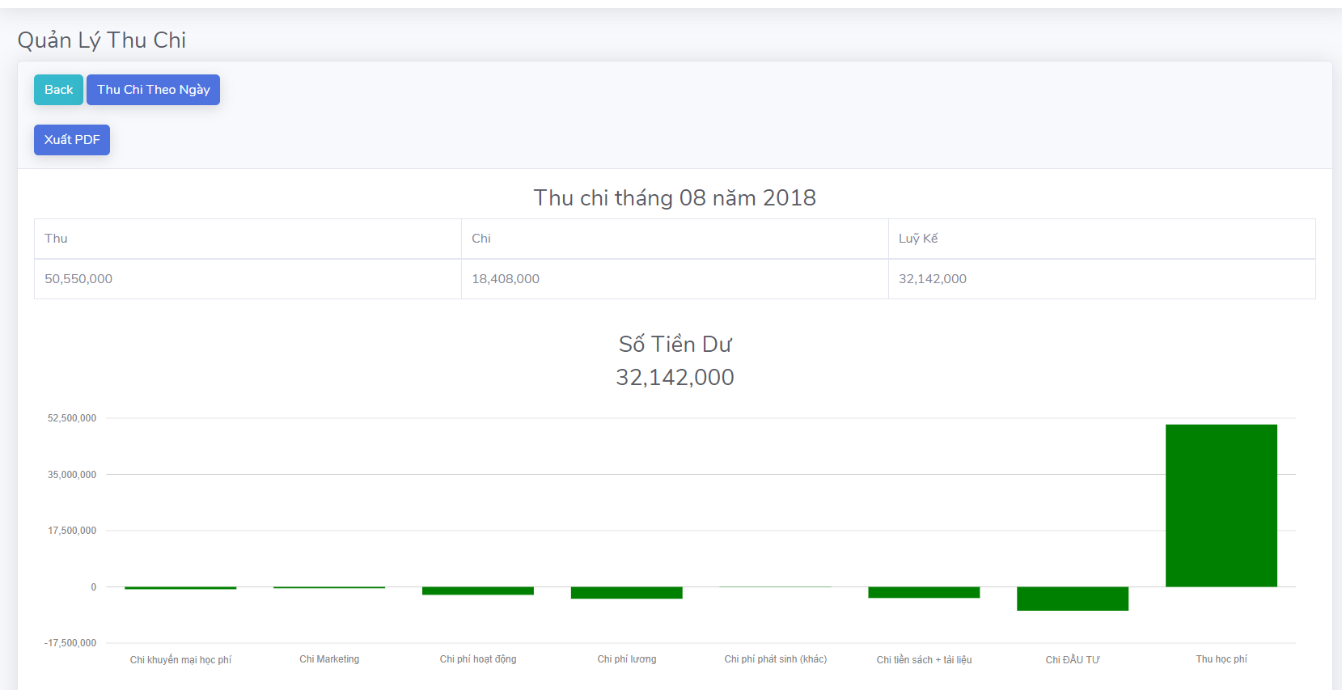 Quản Lý Thu Chi
Back Thu Chi Theo Ngày
Xuất PDF
Thu chi tháng 08 năm 2018
Thu Chi Luỹ Kế
50,550,000 18,408,000 32,142,000
Số Tiền Dư
32,142,000
52,500,000
35,000,000
17,500,000
0
-17,500,000
Chi khuyến mại học phí Chi Marketing Chi phí hoạt động Chi phí lương Chi phí phát sinh (khác) Chi tiền sách + tài liệu Chi ĐẦU TƯ Thu học phí